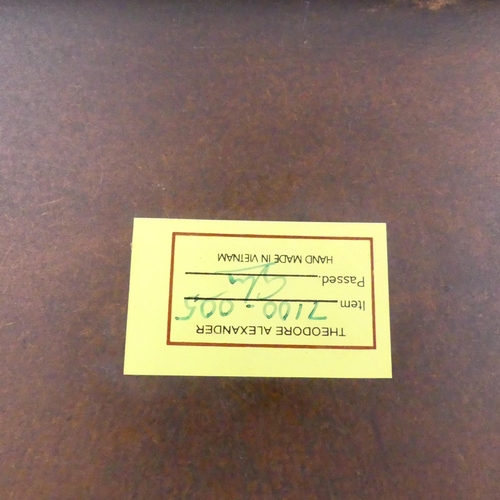 THEODORE ALEXANDER
Item 7100-005
Passed:
HAND MADE IN VIETNAM